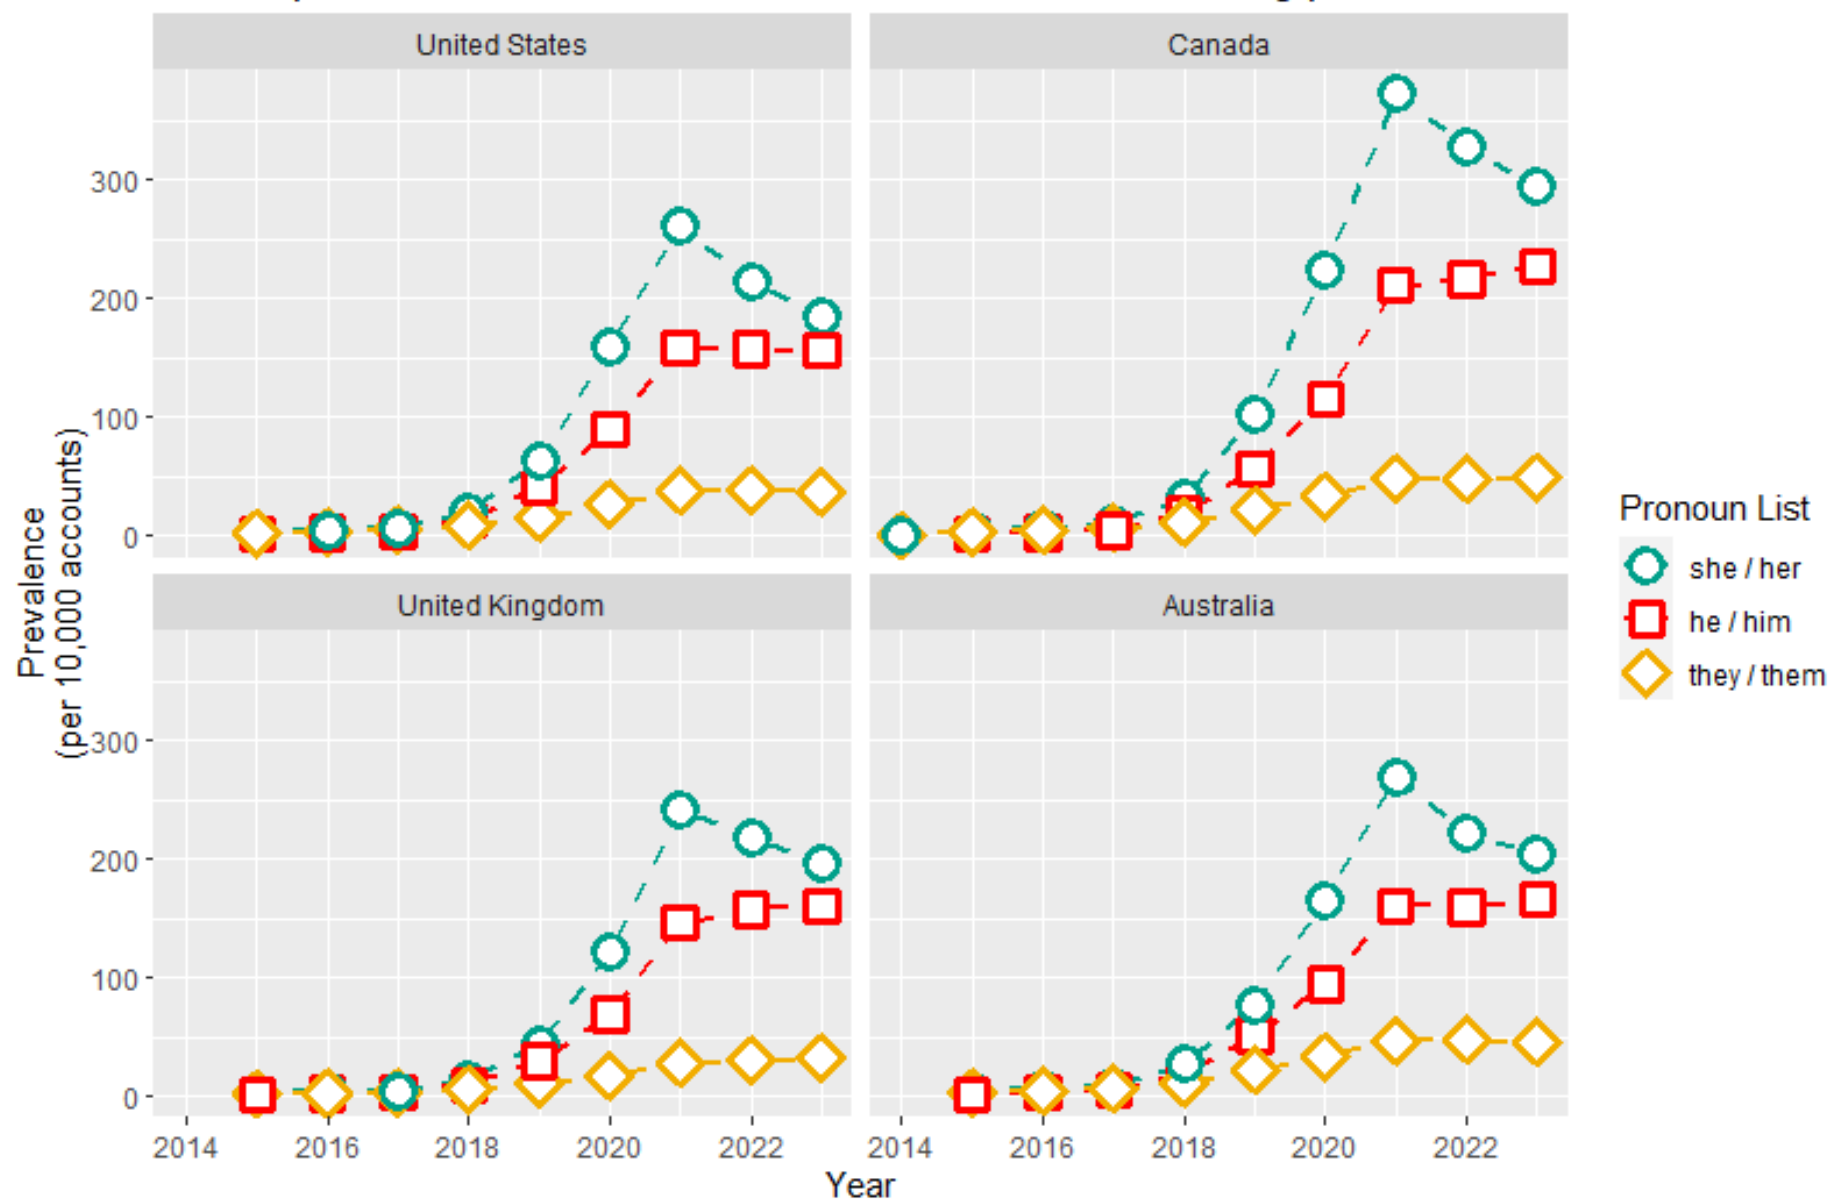 United States
Canada
300
200
100
0
United Kingdom
Australia
300
200
100
0
2014 2016 2018 2020 2022
2014 2016 2018 2020 2022
Year
Prevalence
(per 10,000 accounts)
Pronoun List
she / her
he / him
they / them